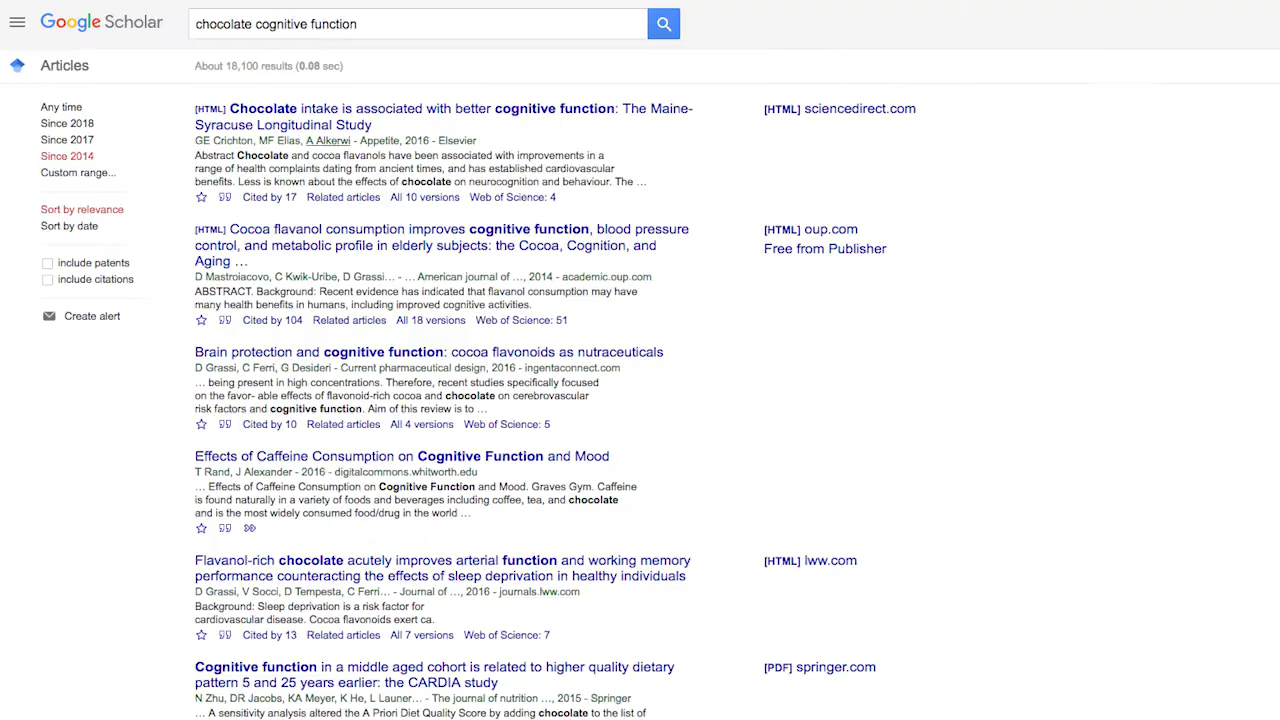 Google Scholar
chocolate cognitive function
Articles
About 18,100 results (0.08 sec)
Any time
Since 2018
Since 2017
Since 2014
Custom range...
Sort by relevance
Sort by date
include patents
include citations
Create alert
[HTML] Chocolate intake is associated with better cognitive function: The Maine-
Syracuse Longitudinal Study
GE Crichton, MF Elias, A Alkerwi - Appetite, 2016 - Elsevier
Abstract Chocolate and cocoa flavanols have been associated with improvements in a
range of health complaints dating from ancient times, and has established cardiovascular
benefits. Less is known about the effects of chocolate on neurocognition and behaviour. The …
Cited by 17 Related articles All 10 versions Web of Science: 4
[HTML] sciencedirect.com
[HTML] Cocoa flavanol consumption improves cognitive function, blood pressure
control, and metabolic profile in elderly subjects: the Cocoa, Cognition, and
Aging …
D Mastroiacovo, C Kwik-Uribe, D Grassi… - … American journal of …, 2014 - academic.oup.com
ABSTRACT. Background: Recent evidence has indicated that flavanol consumption may have
many health benefits in humans, including improved cognitive activities.
Cited by 104 Related articles All 18 versions Web of Science: 51
[HTML] oup.com
Free from Publisher
Brain protection and cognitive function: cocoa flavonoids as nutraceuticals
D Grassi, C Ferri, G Desideri - Current pharmaceutical design, 2016 - ingentaconnect.com
… being present in high concentrations. Therefore, recent studies specifically focused
on the favor- able effects of flavonoid-rich cocoa and chocolate on cerebrovascular
risk factors and cognitive function. Aim of this review is to …
Cited by 10 Related articles All 4 versions Web of Science: 5
Effects of Caffeine Consumption on Cognitive Function and Mood
T Rand, J Alexander - 2016 - digitalcommons.whitworth.edu
… Effects of Caffeine Consumption on Cognitive Function and Mood. Graves Gym. Caffeine
is found naturally in a variety of foods and beverages including coffee, tea, and chocolate
and is the most widely consumed food/drug in the world …
Flavanol-rich chocolate acutely improves arterial function and working memory
performance counteracting the effects of sleep deprivation in healthy individuals
D Grassi, V Socci, D Tempesta, C Ferri… - Journal of …, 2016 - journals.lww.com
Background: Sleep deprivation is a risk factor for
cardiovascular disease. Cocoa flavonoids exert ca.
Cited by 13 Related articles All 7 versions Web of Science: 7
[HTML] lww.com
Cognitive function in a middle aged cohort is related to higher quality dietary
pattern 5 and 25 years earlier: the CARDIA study
N Zhu, DR Jacobs, KA Meyer, K He, L Launer… - The journal of nutrition …, 2015 - Springer
… A sensitivity analysis altered the A Priori Diet Quality Score by adding chocolate to the list of
[PDF] springer.com